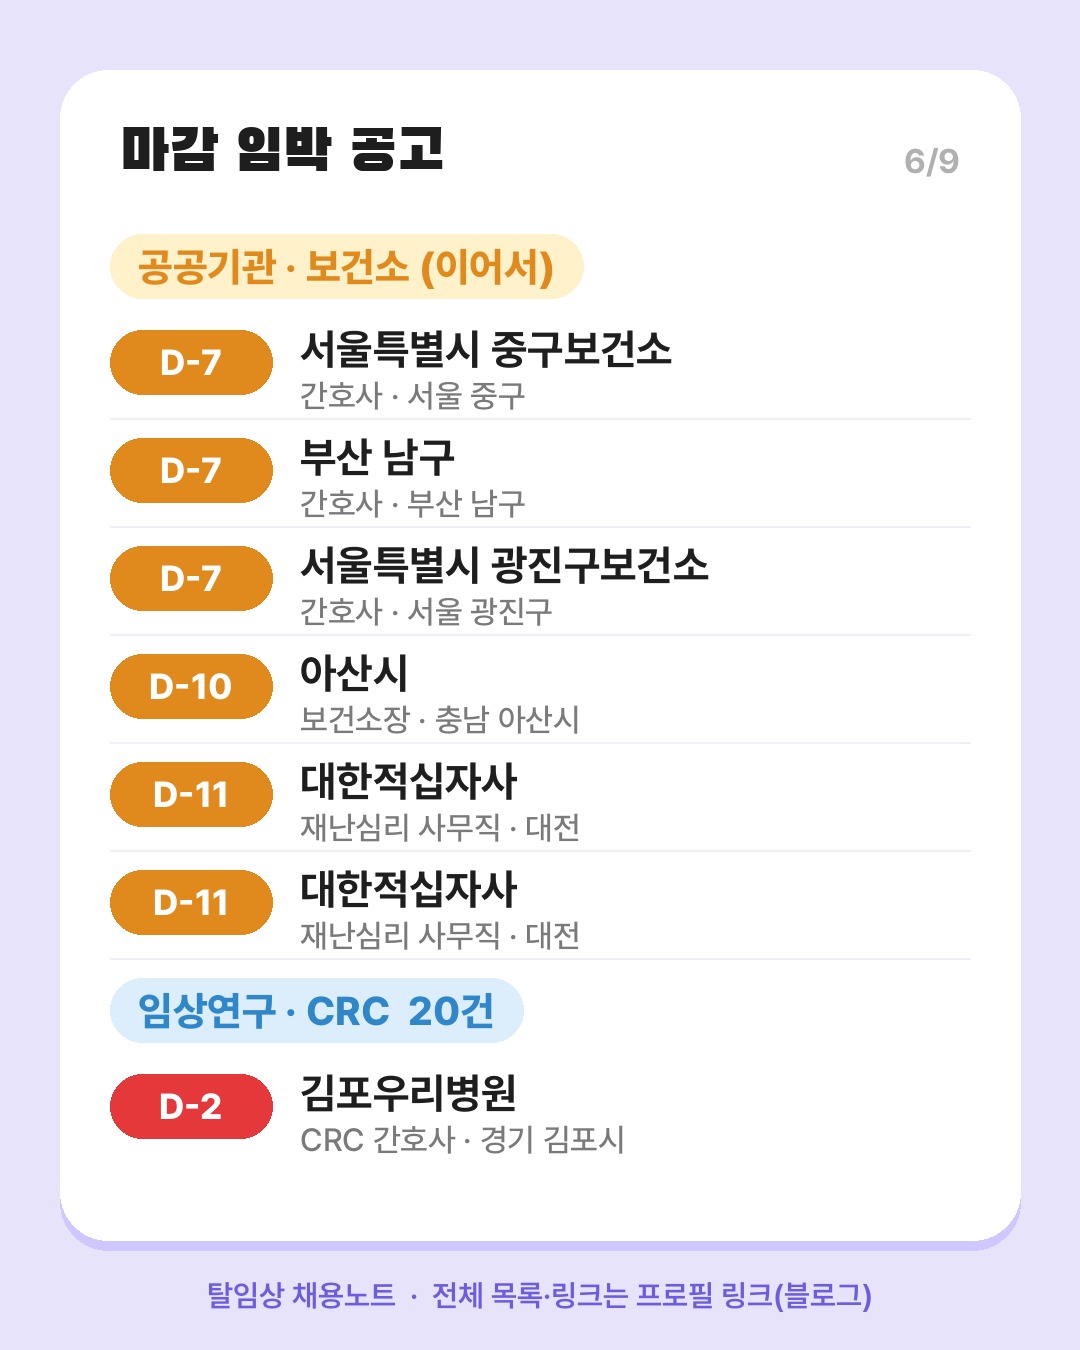 마감 임박 공고
6/9
공공기관 · 보건소 (이어서)
D-7
서울특별시 중구보건소
간호사 · 서울 중구
D-7
부산 남구
간호사 · 부산 남구
D-7
서울특별시 광진구보건소
간호사 · 서울 광진구
D-10
아산시
보건소장 · 충남 아산시
D-11
대한적십자사
재난심리 사무직 · 대전
D-11
대한적십자사
재난심리 사무직 · 대전
임상연구 · CRC 20건
D-2
김포우리병원
CRC 간호사 · 경기 김포시
탈임상 채용노트 · 전체 목록·링크는 프로필 링크(블로그)